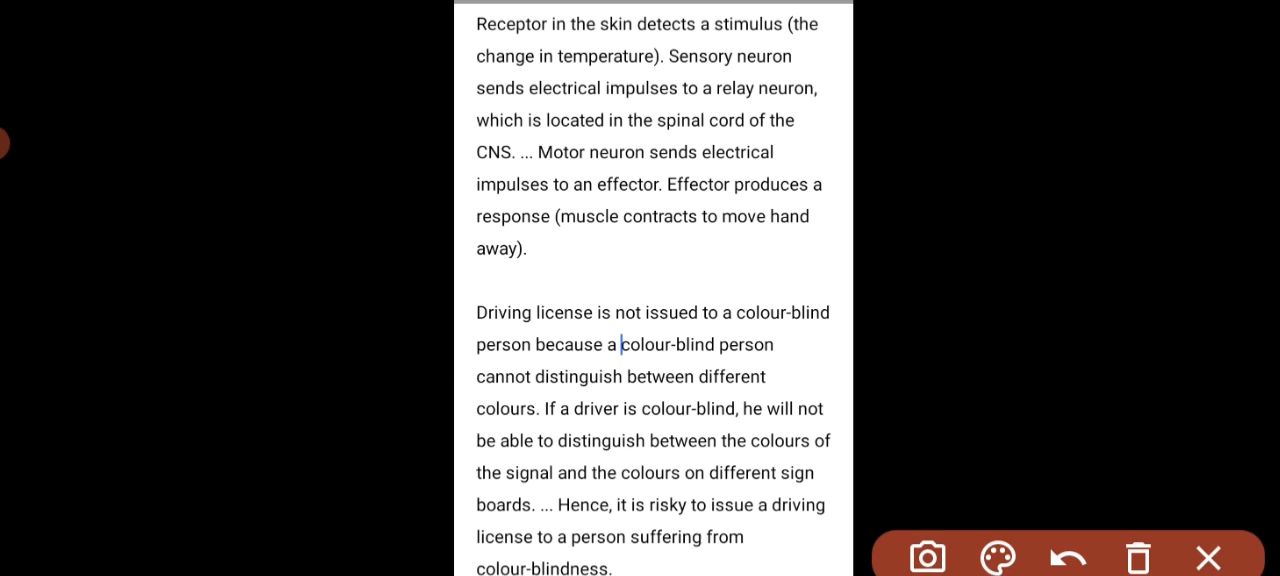 Receptor in the skin detects a stimulus (the
change in temperature). Sensory neuron
sends electrical impulses to a relay neuron,
which is located in the spinal cord of the
CNS. ... Motor neuron sends electrical
impulses to an effector. Effector produces a
response (muscle contracts to move hand
away).
Driving license is not issued to a colour-blind
person because a colour-blind person
cannot distinguish between different
colours. If a driver is colour-blind, he will not
be able to distinguish between the colours of
the signal and the colours on different sign
boards. ... Hence, it is risky to issue a driving
license to a person suffering from
colour-blindness.